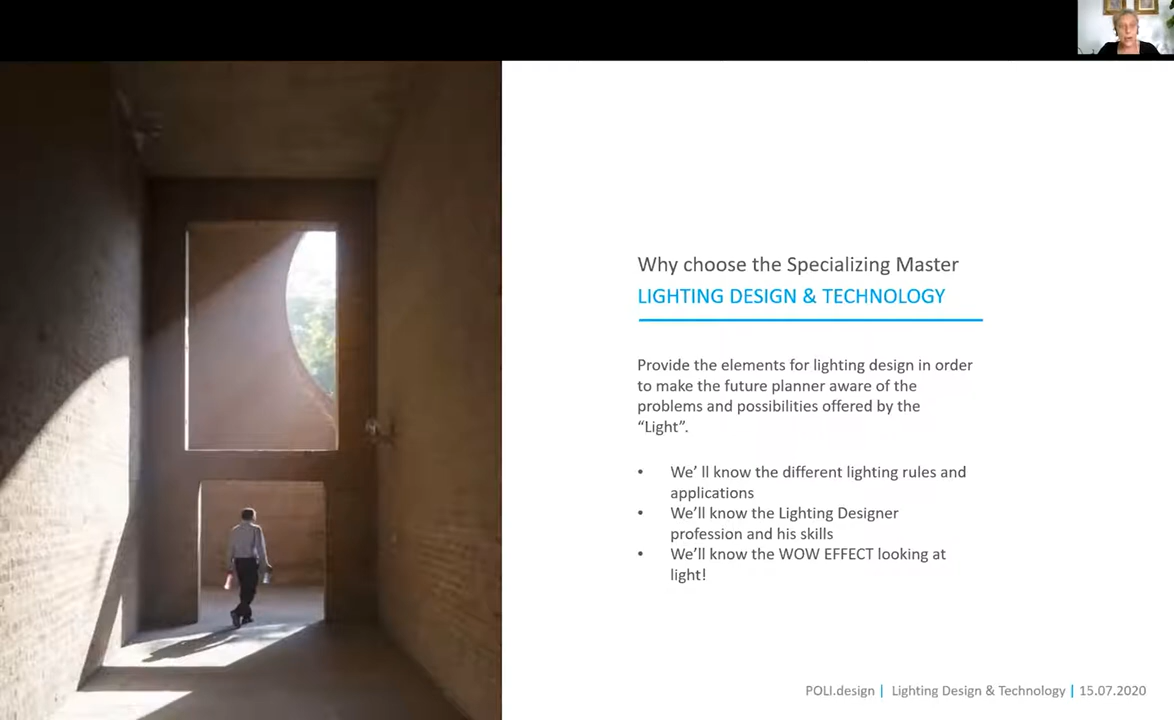 Why choose the Specializing Master
LIGHTING DESIGN & TECHNOLOGY
Provide the elements for lighting design in order
to make the future planner aware of the
problems and possibilities offered by the
“Light”.
• We’ ll know the different lighting rules and
applications
• We’ll know the Lighting Designer
profession and his skills
• We’ll know the WOW EFFECT looking at
light!
POLI.design | Lighting Design & Technology | 15.07.2020